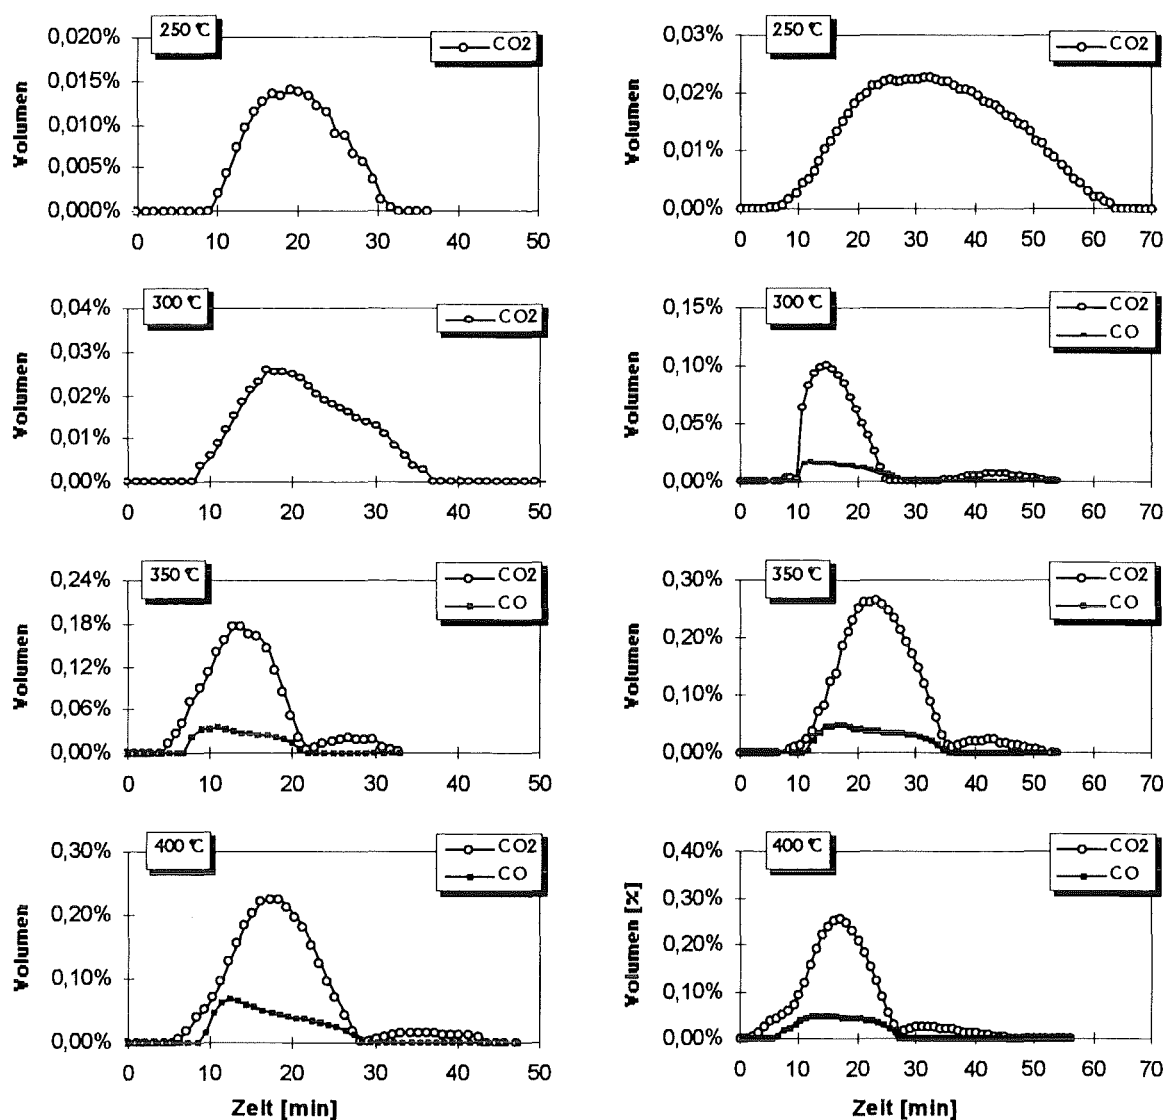 250 °C
CO2
Volumen
0,020%
0,015%
0,010%
0,005%
0,000%
0 10 20 30 40 50
250 °C
CO2
Volumen
0,03%
0,02%
0,01%
0,00%
0 10 20 30 40 50 60 70
300 °C
CO2
Volumen
0,04%
0,03%
0,02%
0,01%
0,00%
0 10 20 30 40 50
300 °C
CO2
CO
Volumen
0,15%
0,10%
0,05%
0,00%
0 10 20 30 40 50 60 70
350 °C
CO2
CO
Volumen
0,24%
0,18%
0,12%
0,06%
0,00%
0 10 20 30 40 50
350 °C
CO2
CO
Volumen
0,30%
0,20%
0,10%
0,00%
0 10 20 30 40 50 60 70
400 °C
CO2
CO
Volumen
0,30%
0,20%
0,10%
0,00%
0 10 20 30 40 50
Zeit [min]
400 °C
CO2
CO
Volumen [%]
0,40%
0,30%
0,20%
0,10%
0,00%
0 10 20 30 40 50 60 70
Zeit [min]